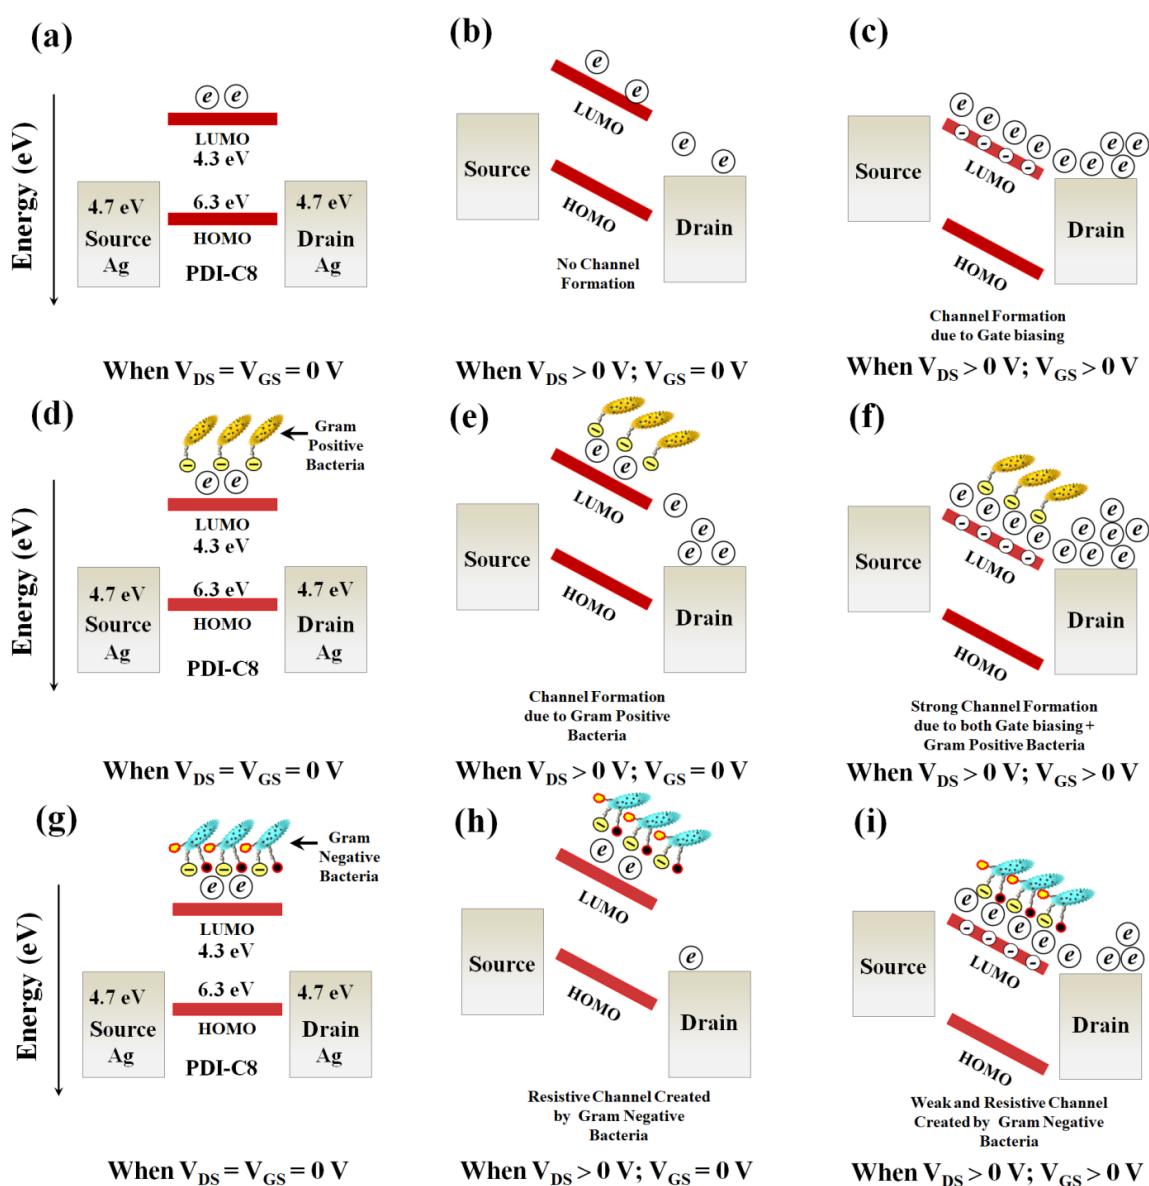 (a)
Energy (eV)
e e
LUMO
4.3 eV
6.3 eV
HOMO
PDI-C8
4.7 eV
Source
Ag
4.7 eV
Drain
Ag
When VDS = VGS = 0 V
(b)
e
e
LUMO
e
e
Source
HOMO
Drain
No Channel
Formation
When VDS > 0 V; VGS = 0 V
(c)
e e e e e e e e e e e
- - - -
LUMO
Source
HOMO
Drain
Channel Formation
due to Gate biasing
When VDS > 0 V; VGS > 0 V
(d)
Gram
Positive
Bacteria
Energy (eV)
- - -
e e
LUMO
4.3 eV
6.3 eV
HOMO
PDI-C8
4.7 eV
Source
Ag
4.7 eV
Drain
Ag
When VDS = VGS = 0 V
(e)
- - -
e e
LUMO
e
e
e e e
Source
HOMO
Drain
Channel Formation
due to Gram Positive
Bacteria
When VDS > 0 V; VGS = 0 V
(f)
- - -
e e e e e e e e e e e e
- - - -
LUMO
Source
HOMO
Drain
Strong Channel Formation
due to both Gate biasing +
Gram Positive Bacteria
When VDS > 0 V; VGS > 0 V
(g)
Gram
Negative
Bacteria
Energy (eV)
- - -
e e
LUMO
4.3 eV
6.3 eV
HOMO
PDI-C8
4.7 eV
Source
Ag
4.7 eV
Drain
Ag
When VDS = VGS = 0 V
(h)
- - -
e e
LUMO
e
Source
HOMO
Drain
Resistive Channel Created
by Gram Negative
Bacteria
When VDS > 0 V; VGS = 0 V
(i)
- - -
e e e e e e e e
- - - -
LUMO
Source
HOMO
Drain
Weak and Resistive Channel
Created by Gram Negative
Bacteria
When VDS > 0 V; VGS > 0 V